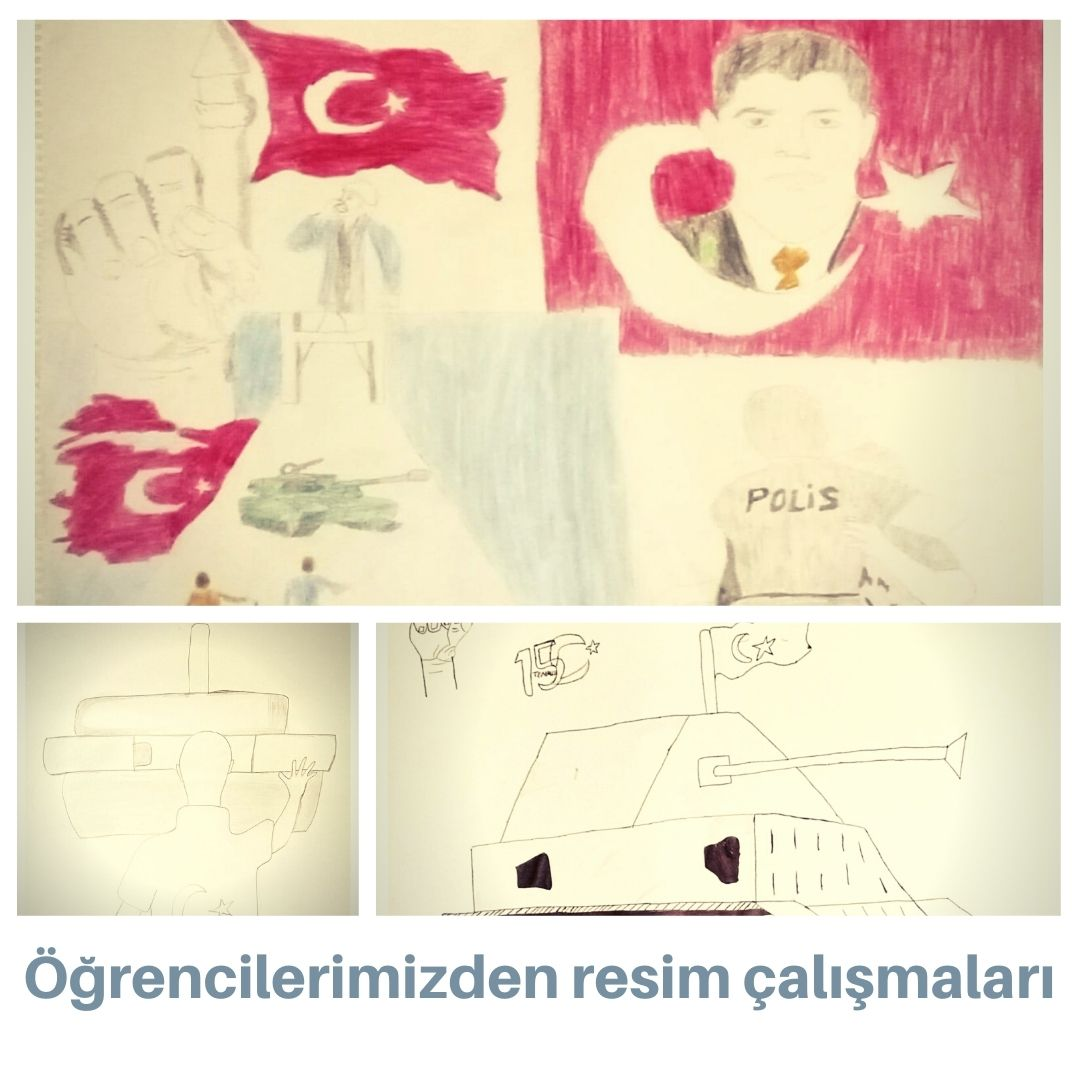 POLİS
15
TEMMUZ
Öğrencilerimizden resim çalışmaları